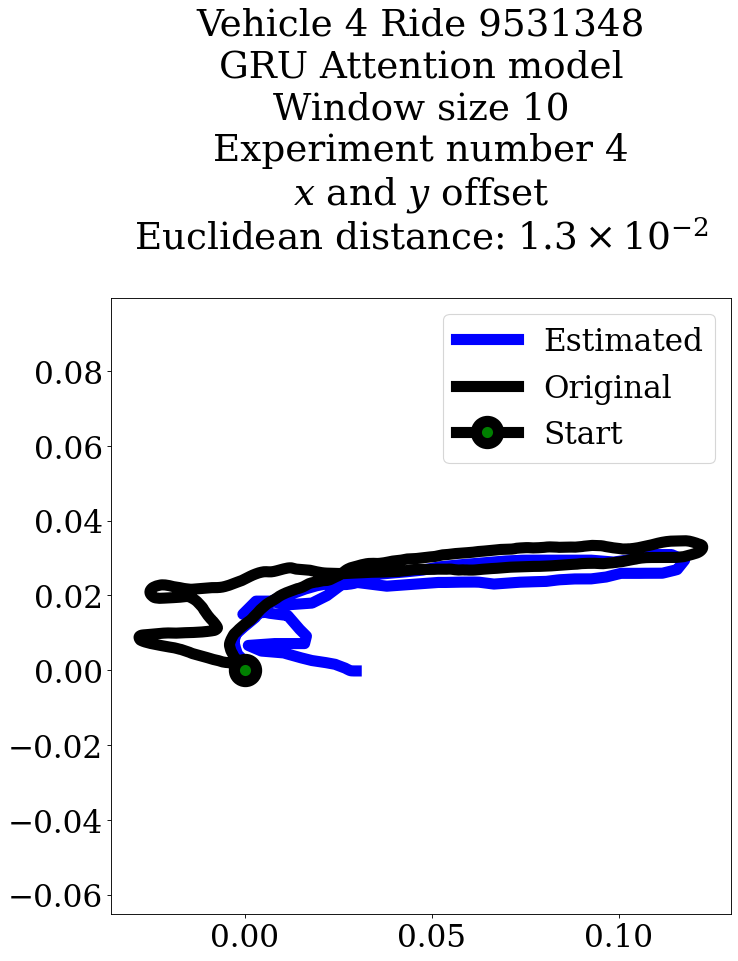 Vehicle 4 Ride 9531348
GRU Attention model
Window size 10
Experiment number 4
x and y offset
Euclidean distance: 1.3 × 10⁻²
Estimated
Original
Start
0.08
0.06
0.04
0.02
0.00
−0.02
−0.04
−0.06
0.00 0.05 0.10